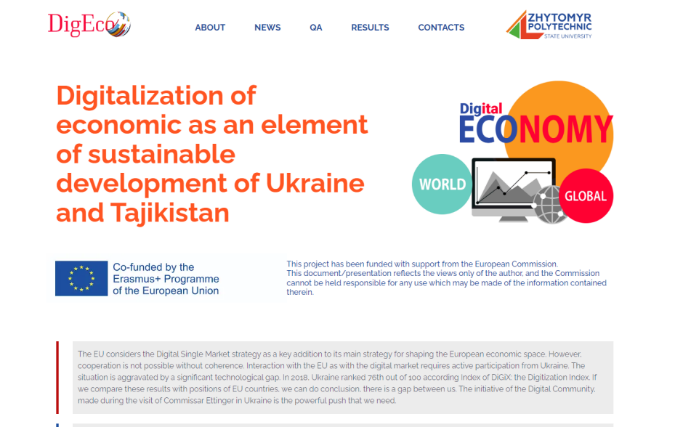 DigEco
ABOUT NEWS QA RESULTS CONTACTS
ZHYTOMYR
POLYTECHNIC
STATE UNIVERSITY
Digitalization of
economic as an element
of sustainable
development of Ukraine
and Tajikistan
Digital
ECONOMY
WORLD
GLOBAL
Co-funded by the
Erasmus+ Programme
of the European Union
This project has been funded with support from the European Commission.
This document/presentation reflects the views only of the author, and the Commission
cannot be held responsible for any use which may be made of the information contained
therein.
The EU considers the Digital Single Market strategy as a key addition to its main strategy for shaping the European economic space. However,
cooperation is not possible without coherence. Interaction with the EU as with the digital market requires active participation from Ukraine. The
situation is aggravated by a significant technological gap. In 2018, Ukraine ranked 76th out of 100 according Index of DiGiX: the Digitization Index. If
we compare these results with positions of EU countries, we can do conclusion, there is a gap between us. The initiative of the Digital Community,
made during the visit of Commissar Ettinger in Ukraine is the powerful push that we need.